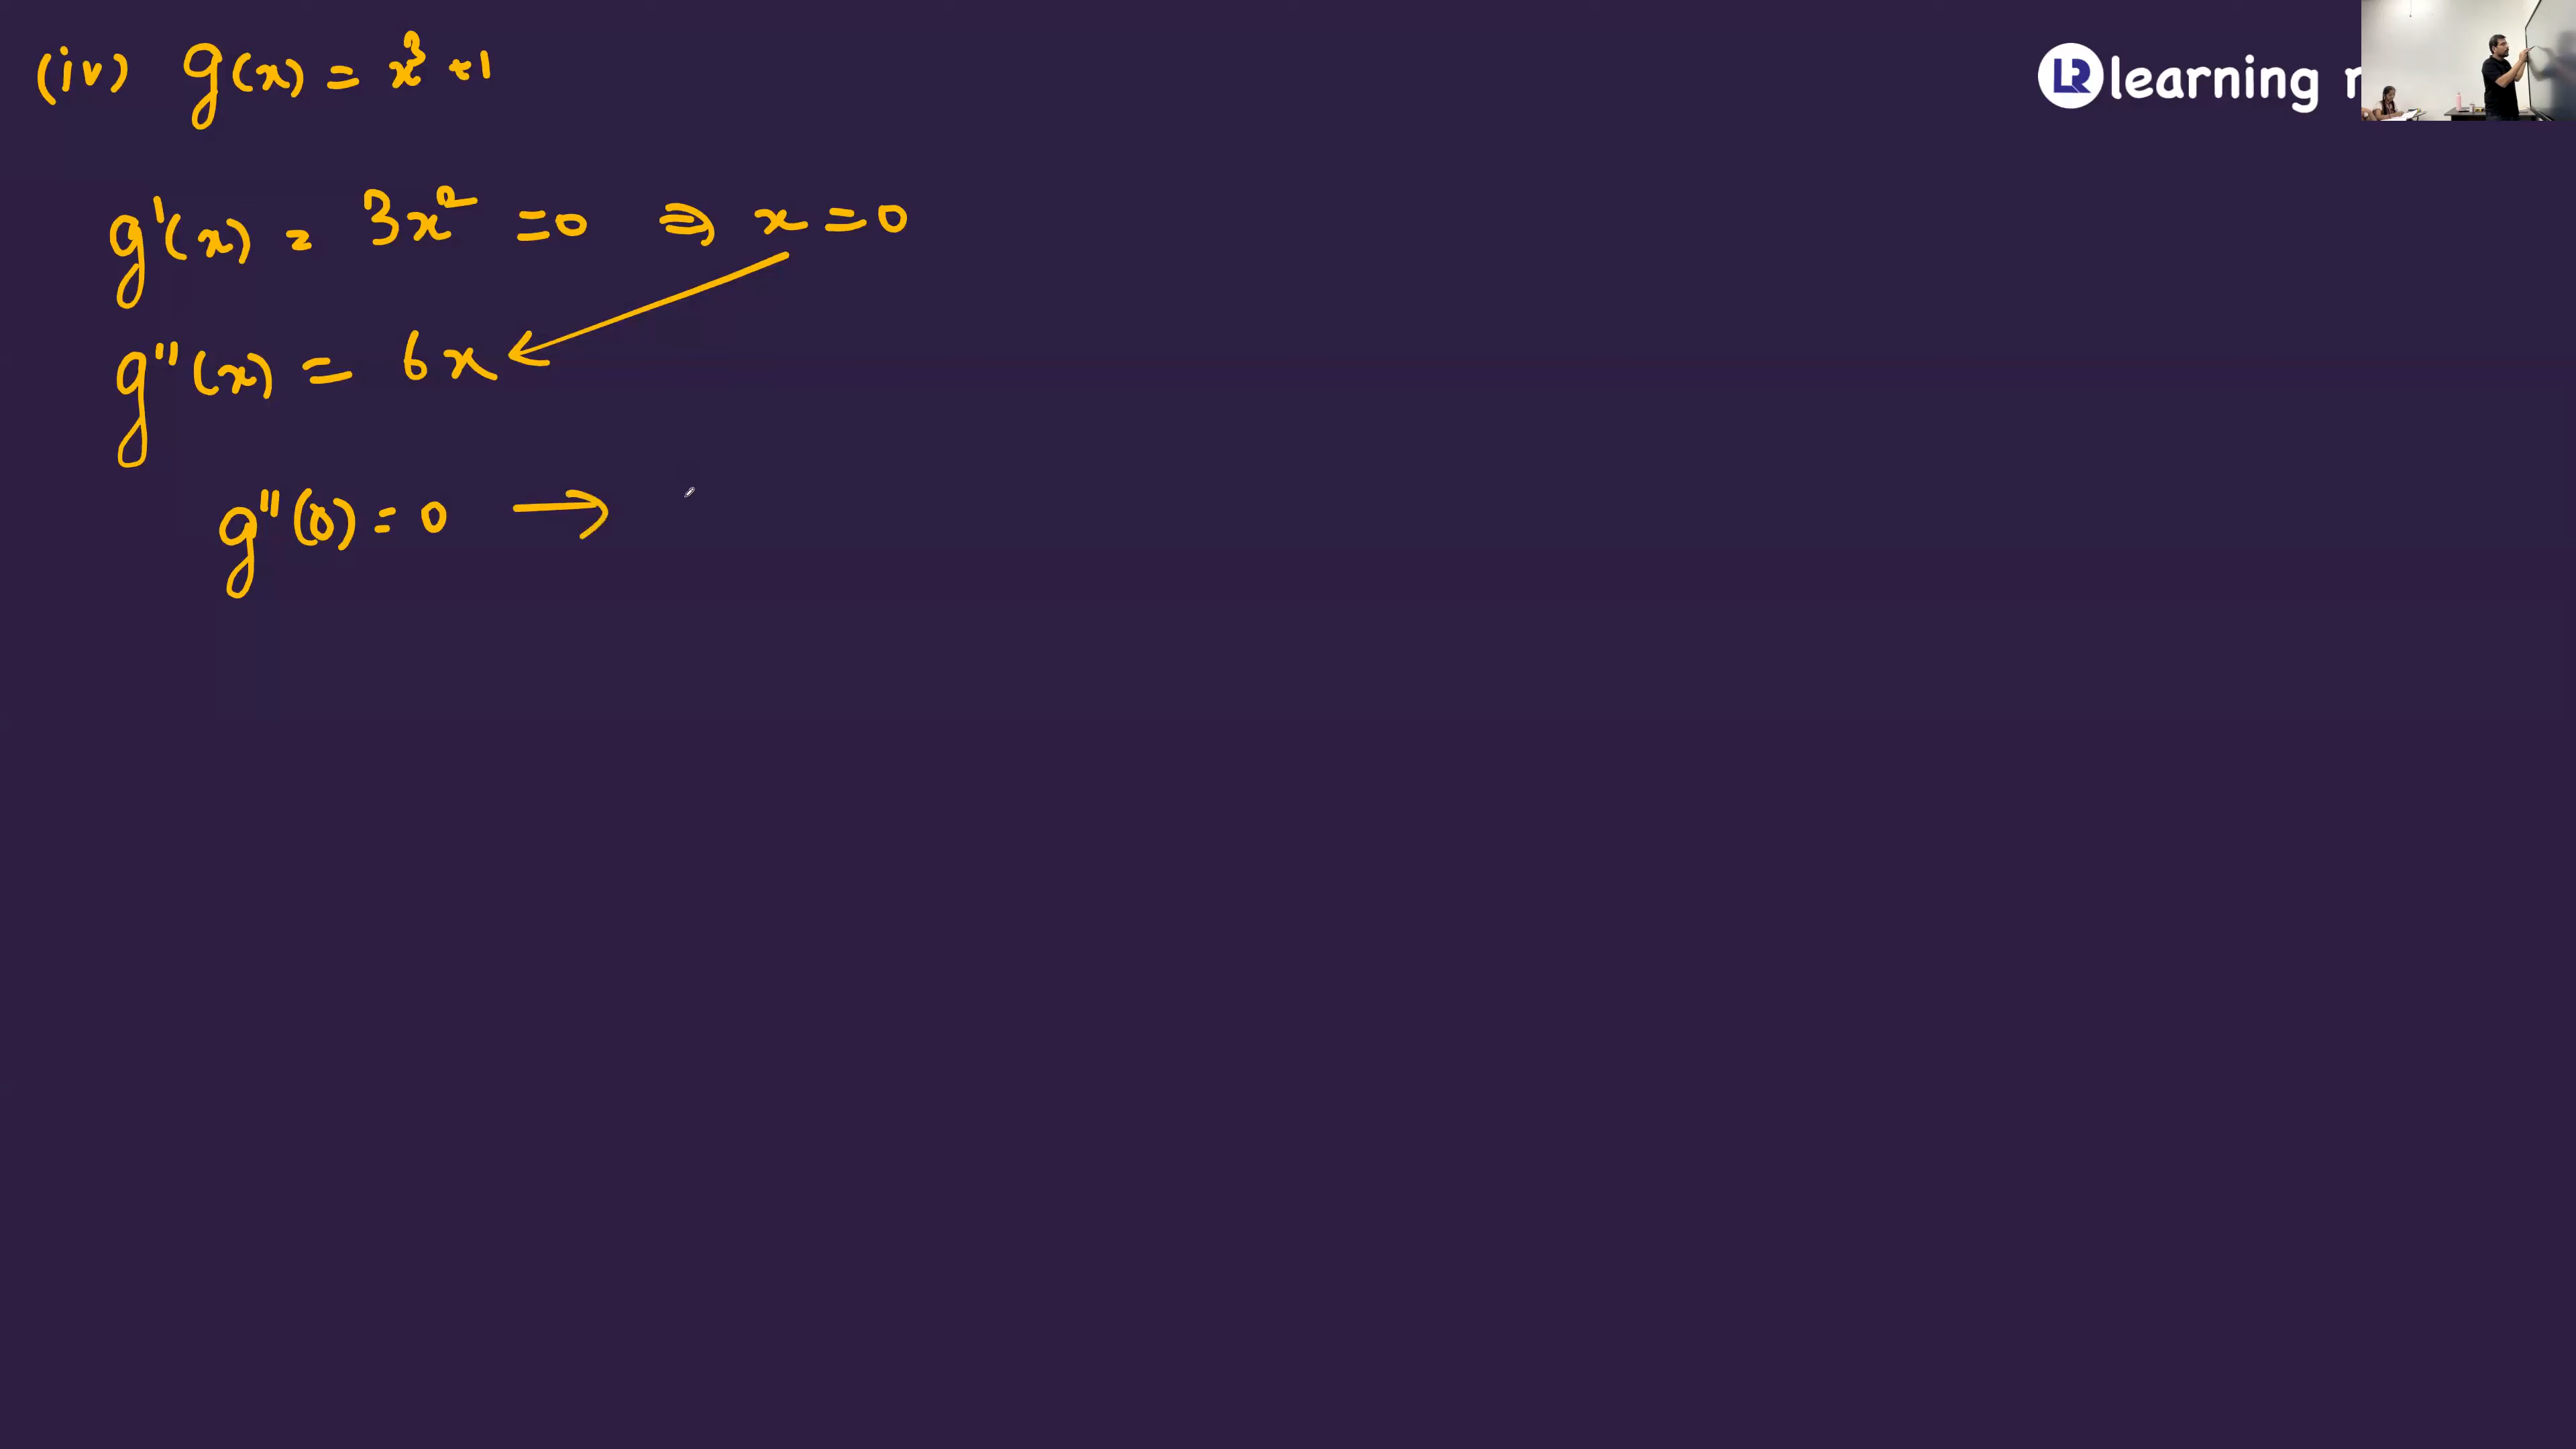 (iv) g(x) = x³ + 1
learning
g'(x) = 3x² = 0 ⇒ x = 0
g''(x) = 6x
g''(0) = 0 →